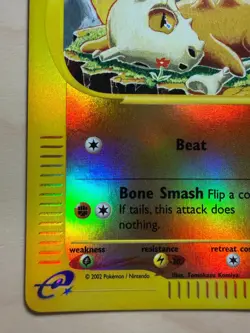 Beat
Bone Smash Flip a co
If tails, this attack does
nothing.
weakness resistance retreat co
© 2002 Pokémon / Nintendo Illus. Tomokazu Komiya
e